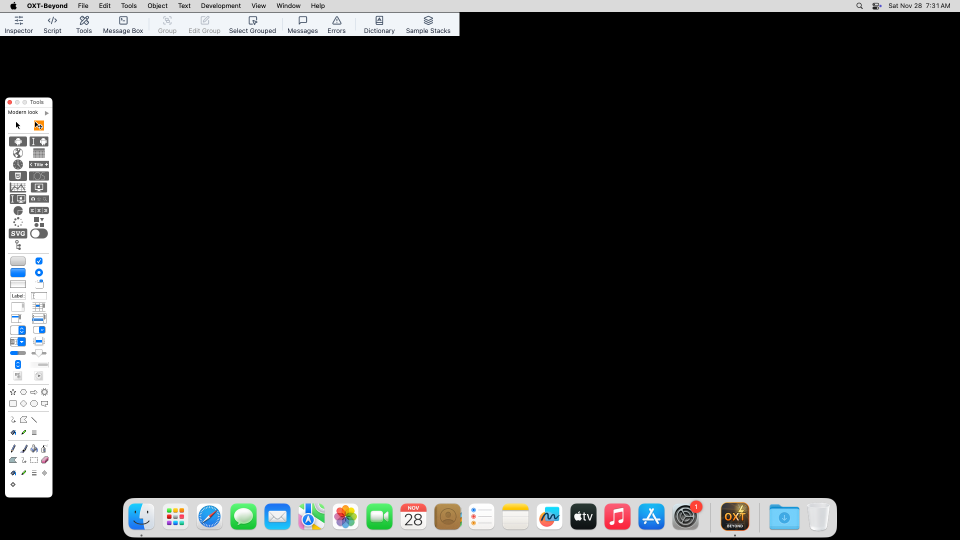 OXT-Beyond File Edit Tools Object Text Development View Window Help Sat Nov 28 7:31 AM
Inspector Script Tools Message Box Group Edit Group Select Grouped Messages Errors Dictionary Sample Stacks
Tools
Modern look
Title
SVG
Label
NOV
28
tv
1
OXT
BEYOND